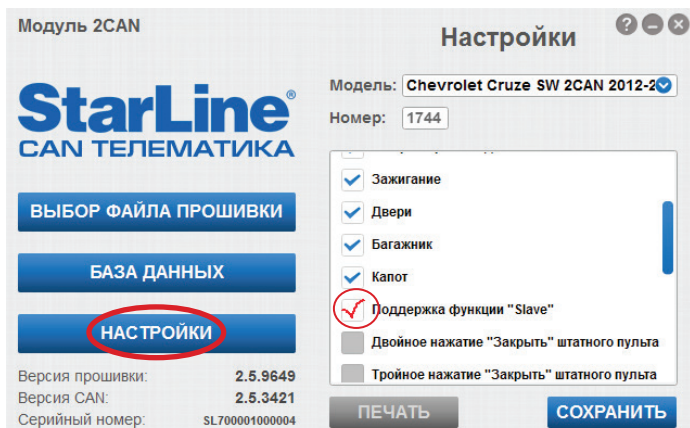 Модуль 2CAN
Настройки
? –
StarLine®
CAN ТЕЛЕМАТИКА
Модель: Chevrolet Cruze SW 2CAN 2012-2
Номер: 1744
Зажигание
Двери
Багажник
Капот
Поддержка функции "Slave"
Двойное нажатие "Закрыть" штатного пульта
Тройное нажатие "Закрыть" штатного пульта
ВЫБОР ФАЙЛА ПРОШИВКИ
БАЗА ДАННЫХ
НАСТРОЙКИ
Версия прошивки: 2.5.9649
Версия CAN: 2.5.3421
Серийный номер: SL700001000004
ПЕЧАТЬ
СОХРАНИТЬ